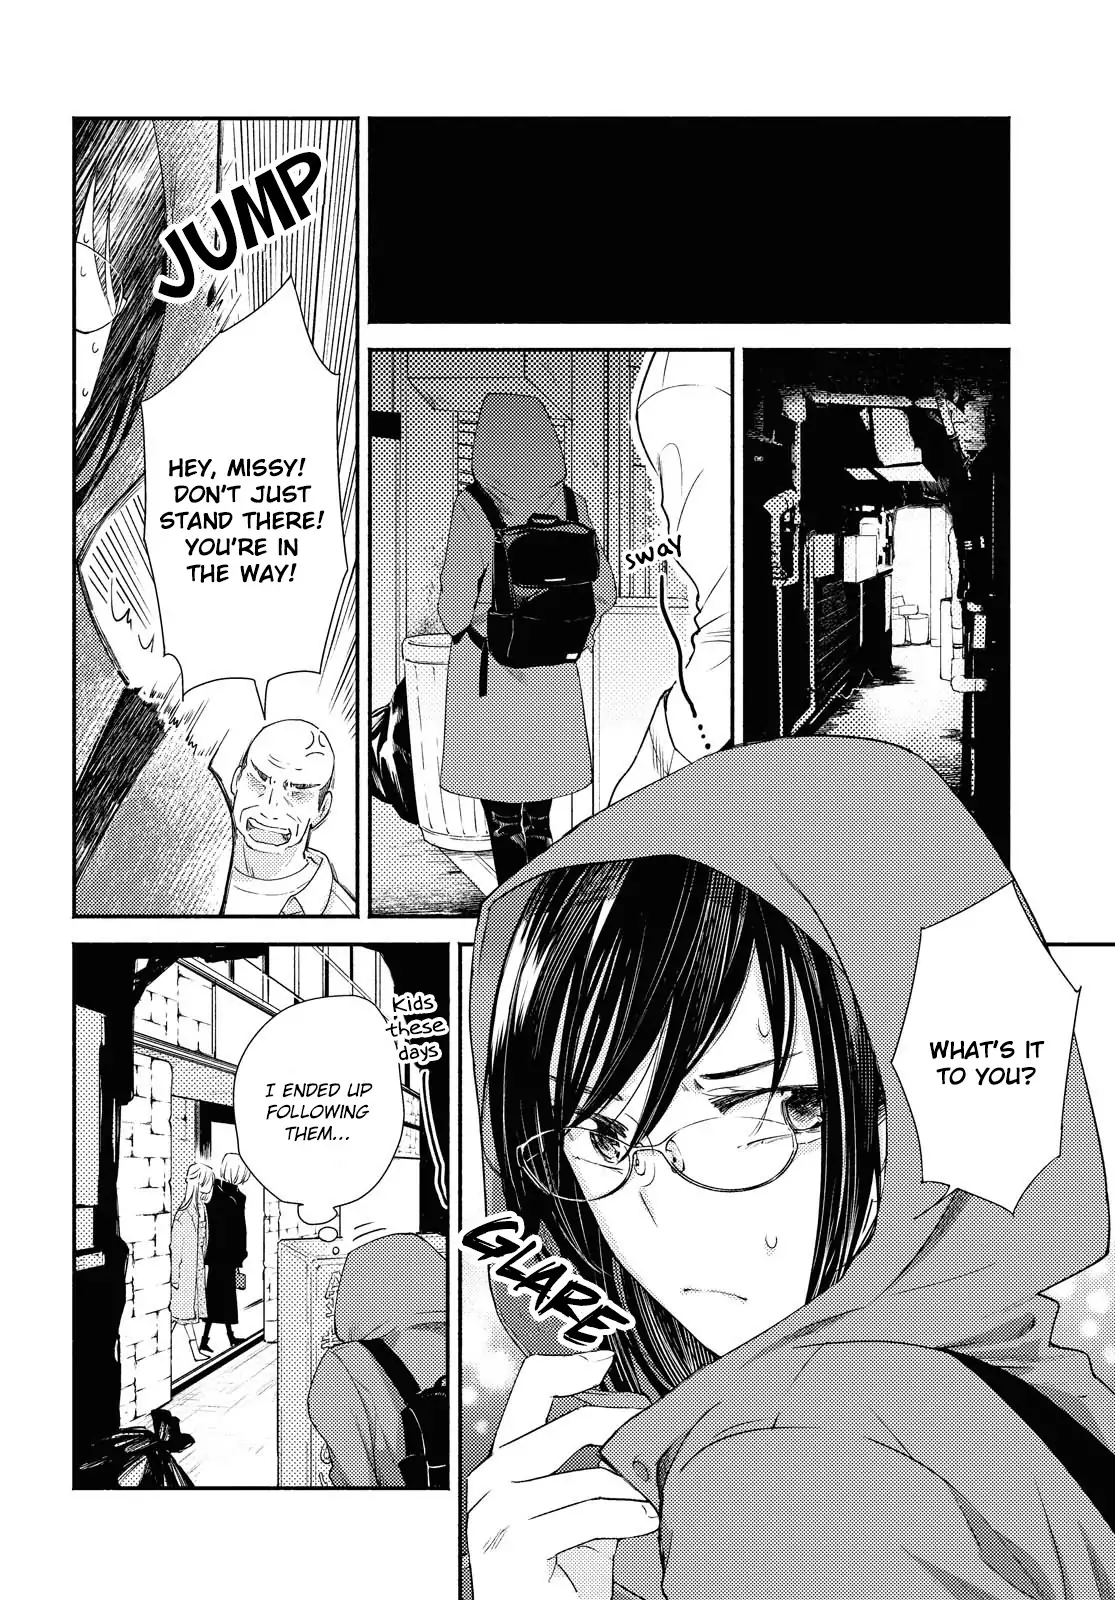 sway
JUMP
HEY, MISSY!
DON'T JUST
STAND THERE!
YOU'RE IN
THE WAY!
WHAT'S IT
TO YOU?
GLARE
Kids
these
days
I ENDED UP
FOLLOWING
THEM...